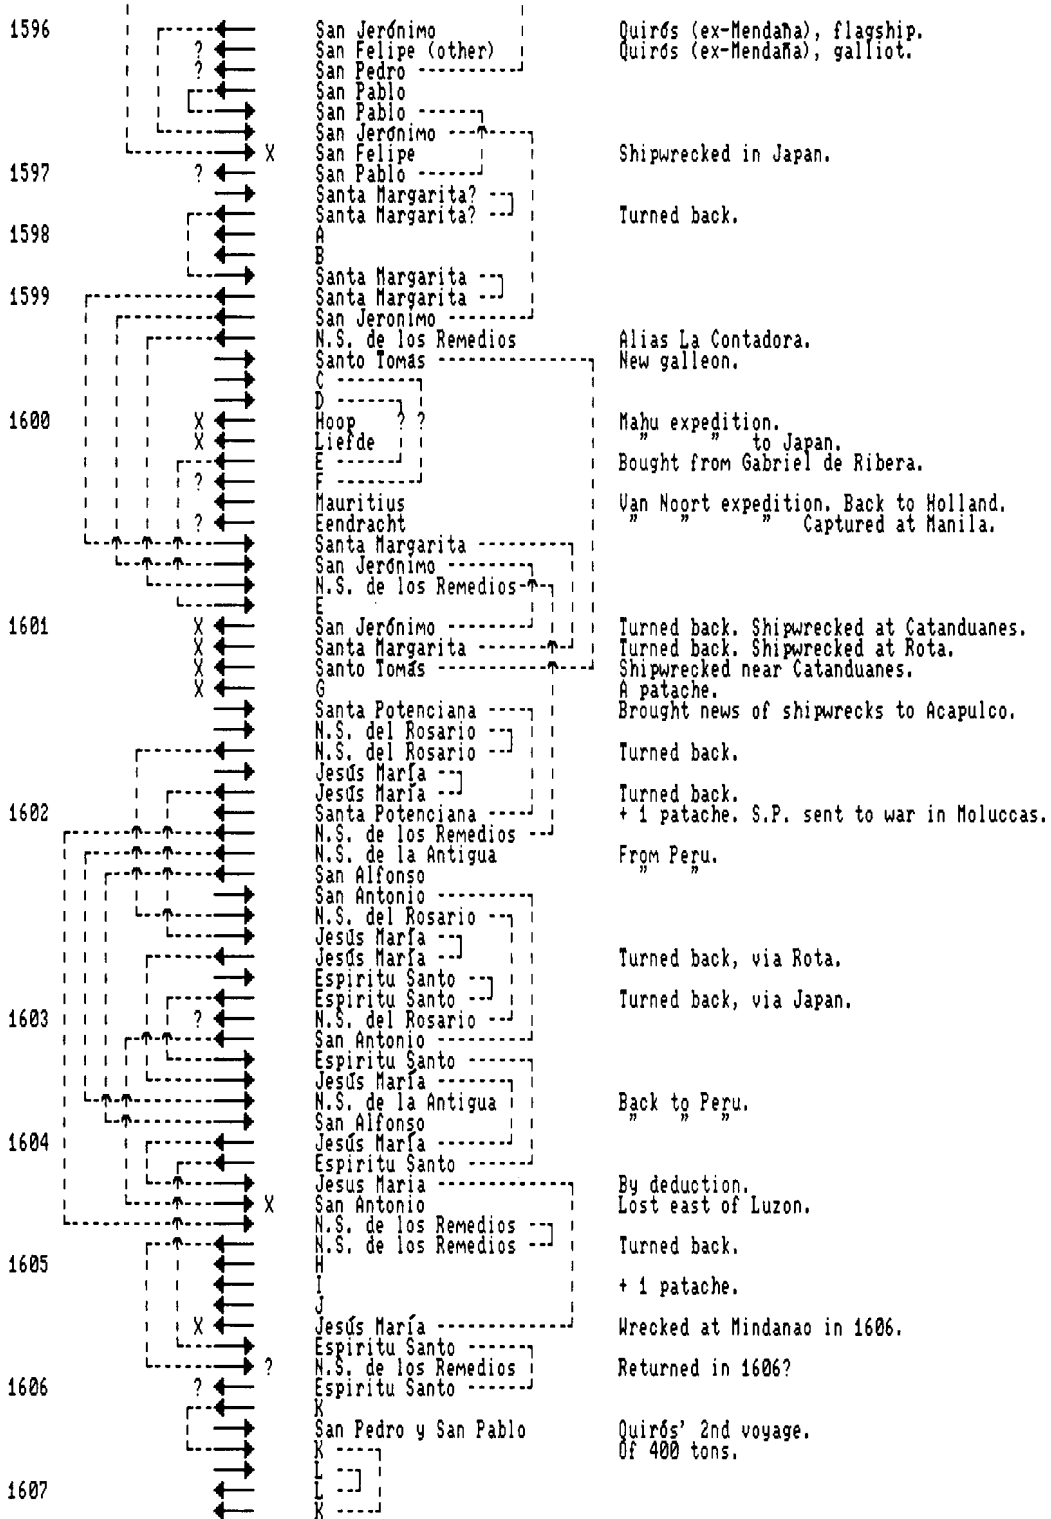 1596 San Jerónimo Quirós (ex-Mendaña), flagship.
? San Felipe (other) Quirós (ex-Mendaña), galliot.
? San Pedro
San Pablo
San Pablo
San Jerónimo
X San Felipe Shipwrecked in Japan.
1597 ? San Pablo
Santa Margarita?
Santa Margarita? Turned back.
1598 A
B
Santa Margarita
1599 Santa Margarita
San Jeronimo
N.S. de los Remedios Alias La Contadora.
Santo Tomás New galleon.
C
D
1600 X Hoop ? ? Mahu expedition.
X Liefde " " to Japan.
E Bought from Gabriel de Ribera.
? F
Mauritius Van Noort expedition. Back to Holland.
? Eendracht " " " Captured at Manila.
Santa Margarita
San Jerónimo
N.S. de los Remedios
E
1601 X San Jerónimo Turned back. Shipwrecked at Catanduanes.
X Santa Margarita Turned back. Shipwrecked at Rota.
X Santo Tomás Shipwrecked near Catanduanes.
X G A patache.
Santa Potenciana Brought news of shipwrecks to Acapulco.
N.S. del Rosario
N.S. del Rosario Turned back.
Jesús María
Jesús María Turned back.
1602 Santa Potenciana + 1 patache. S.P. sent to war in Moluccas.
N.S. de los Remedios
N.S. de la Antigua From Peru.
San Alfonso " "
San Antonio
N.S. del Rosario
Jesús María
Jesús María Turned back, via Rota.
Espiritu Santo
Espiritu Santo Turned back, via Japan.
1603 ? N.S. del Rosario
San Antonio
Espiritu Santo
Jesús María
N.S. de la Antigua Back to Peru.
San Alfonso " " "
1604 Jesús María
Espiritu Santo
Jesus Maria By deduction.
X San Antonio Lost east of Luzon.
N.S. de los Remedios
N.S. de los Remedios Turned back.
1605 H
I + 1 patache.
J
X Jesús María Wrecked at Mindanao in 1606.
Espiritu Santo
? N.S. de los Remedios Returned in 1606?
1606 ? Espiritu Santo
K
San Pedro y San Pablo Quirós' 2nd voyage.
K Of 400 tons.
L
1607 L
K